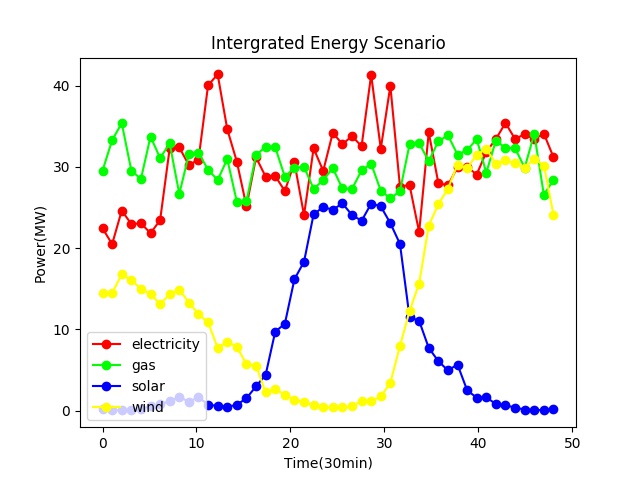 Intergrated Energy Scenario
Power(MW)
40
30
20
10
0
electricity
gas
solar
wind
0 10 20 30 40 50
Time(30min)